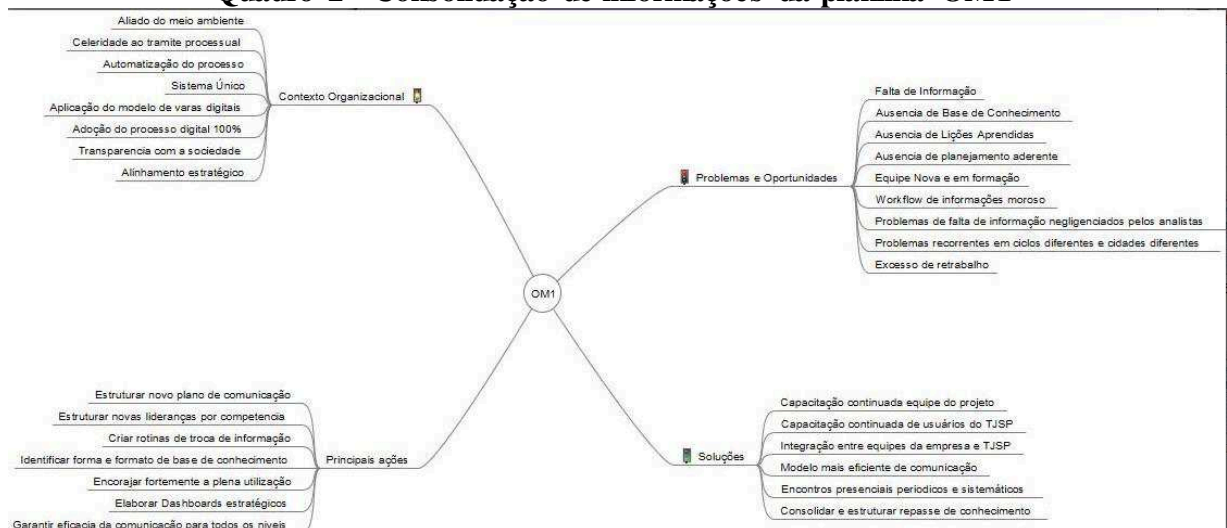 Aliado do meio ambiente
Celeridade ao tramite processual
Automatização do processo
Sistema Único
Aplicação do modelo de varas digitais
Adoção do processo digital 100%
Transparencia com a sociedade
Alinhamento estratégico
Contexto Organizacional
Falta de Informação
Ausencia de Base de Conhecimento
Ausencia de Lições Aprendidas
Ausencia de planejamento aderente
Equipe Nova e em formação
Workflow de informações moroso
Problemas de falta de informação negligenciados pelos analistas
Problemas recorrentes em ciclos diferentes e cidades diferentes
Excesso de retrabalho
Problemas e Oportunidades
OM1
Estruturar novo plano de comunicação
Estruturar novas lideranças por competencia
Criar rotinas de troca de informação
Identificar forma e formato de base de conhecimento
Encorajar fortemente a plena utilização
Elaborar Dashboards estratégicos
Garantir eficacia da comunicação para todos os niveis
Principais ações
Capacitação continuada equipe do projeto
Capacitação continuada de usuários do TJSP
Integração entre equipes da empresa e TJSP
Modelo mais eficiente de comunicação
Encontros presenciais periodicos e sistemáticos
Consolidar e estruturar repasse de conhecimento
Soluções